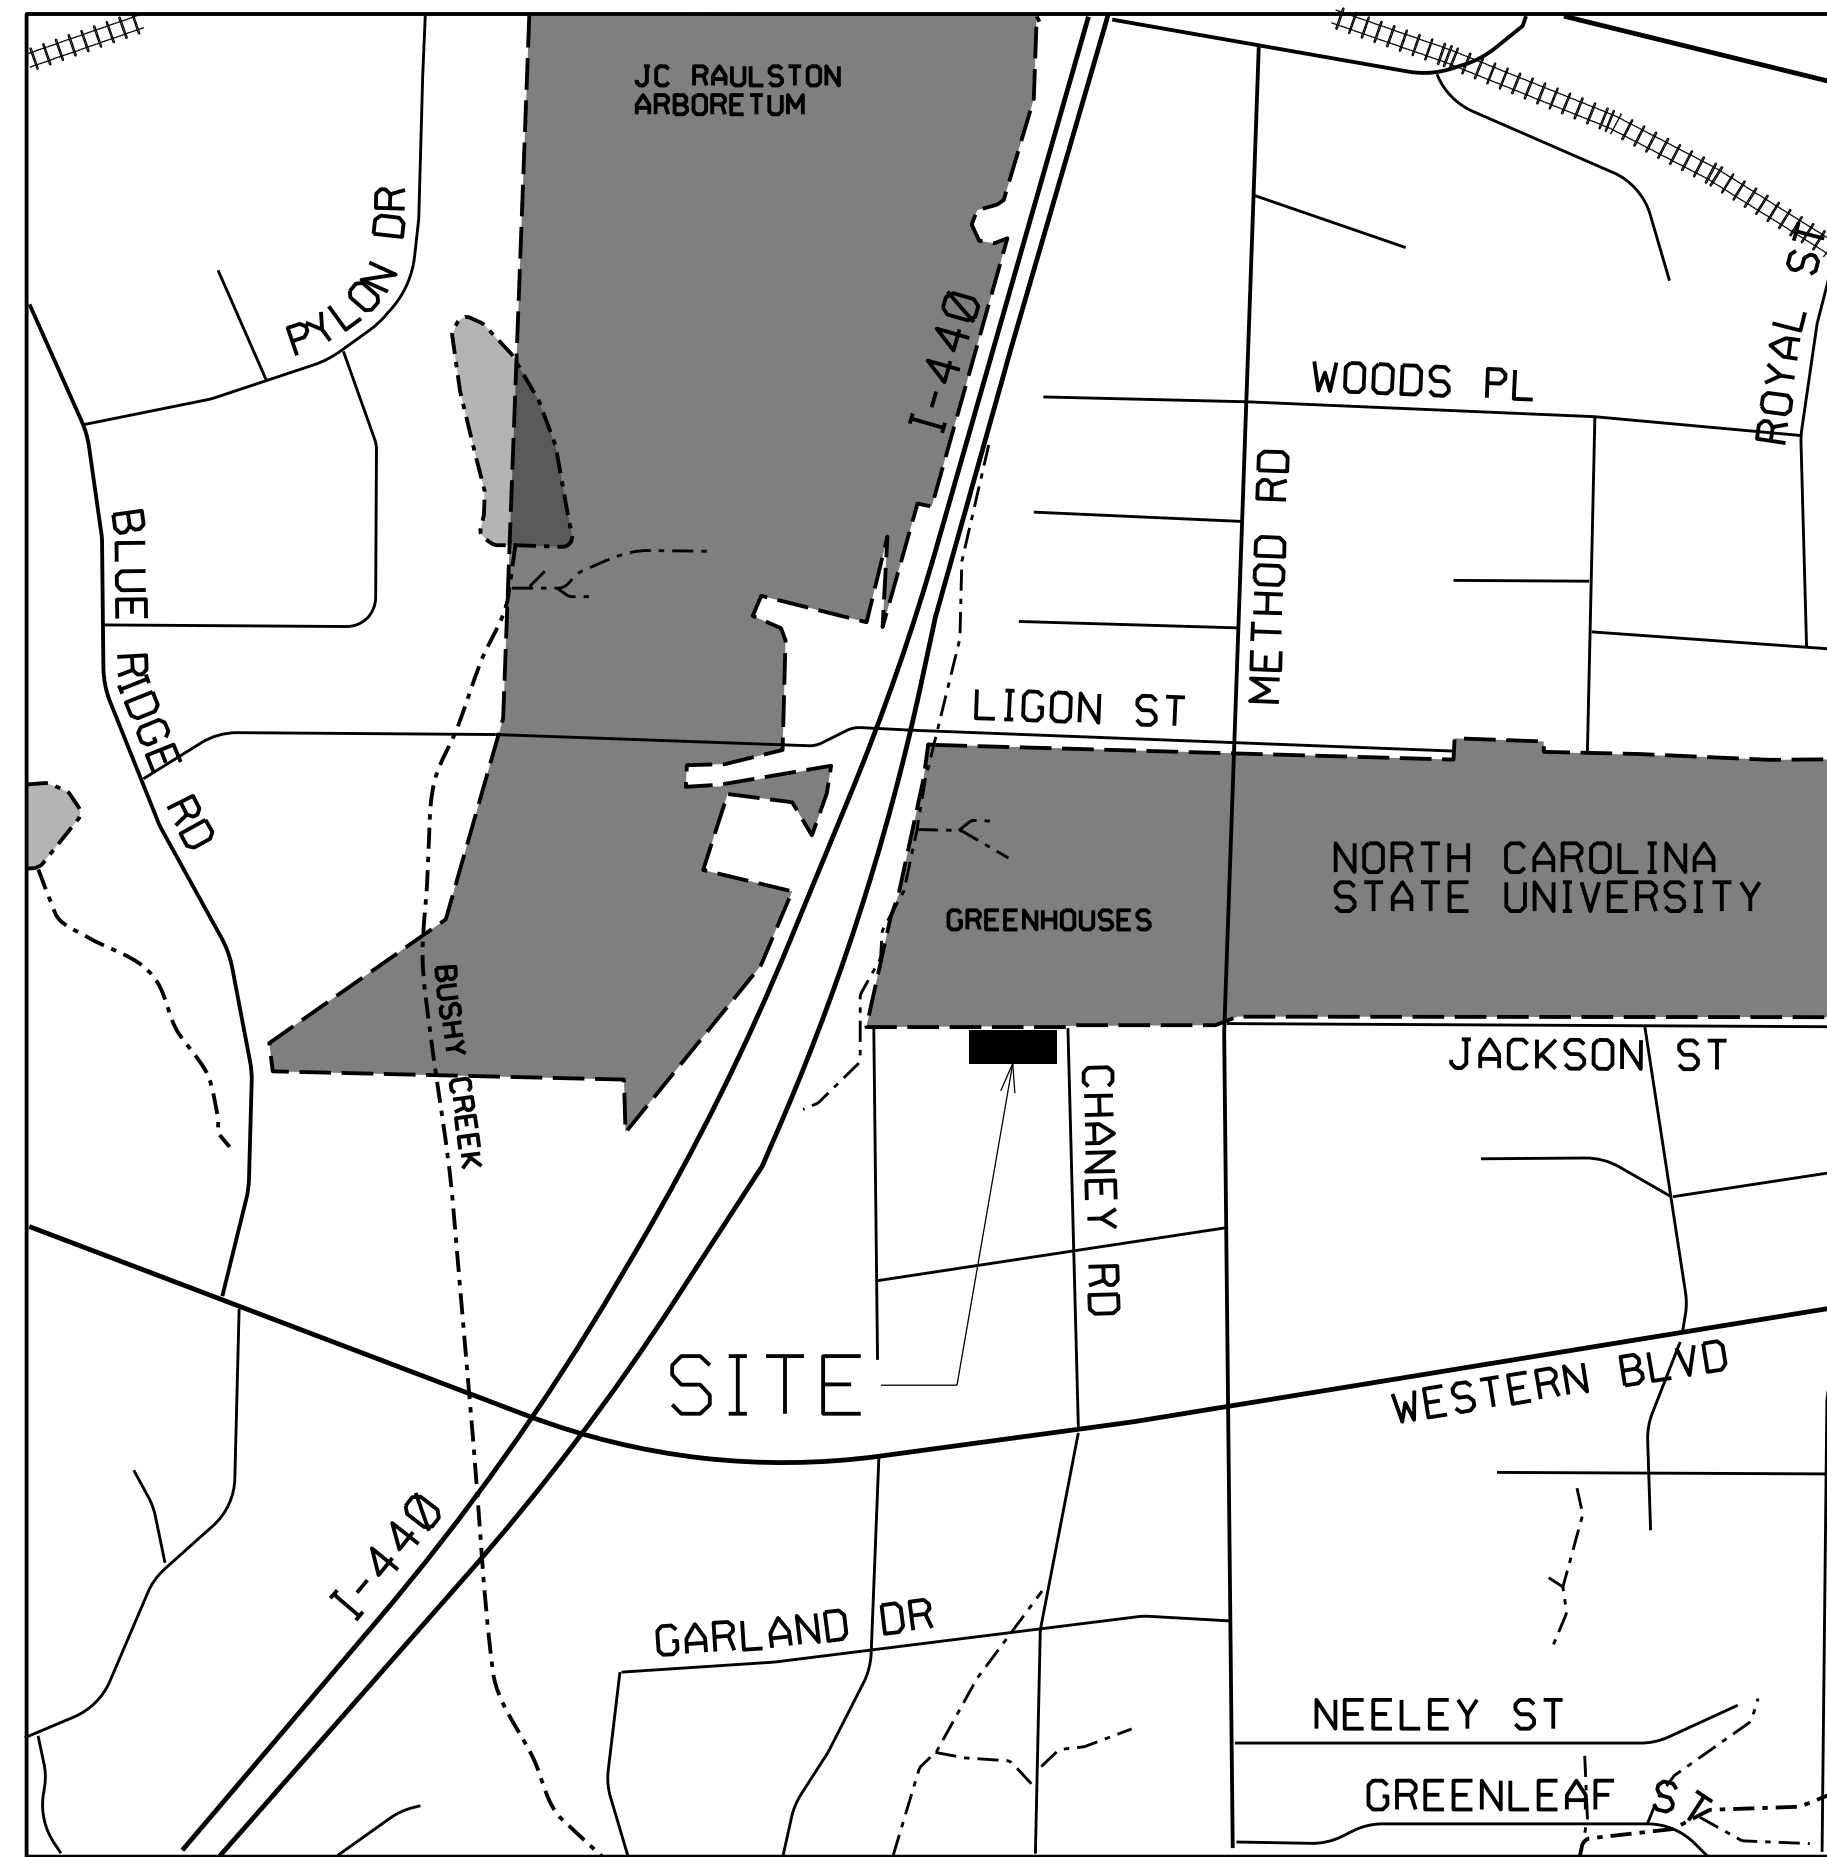 JC RAULSTON
ARBORETUM
PYLON DR
I-440
WOODS PL
ROYAL ST
BLUE RIDGE RD
METHOD RD
LIGON ST
NORTH CAROLINA
STATE UNIVERSITY
GREENHOUSES
BUSHY CREEK
JACKSON ST
CHANEY RD
SITE
WESTERN BLVD
I-440
GARLAND DR
NEELEY ST
GREENLEAF ST